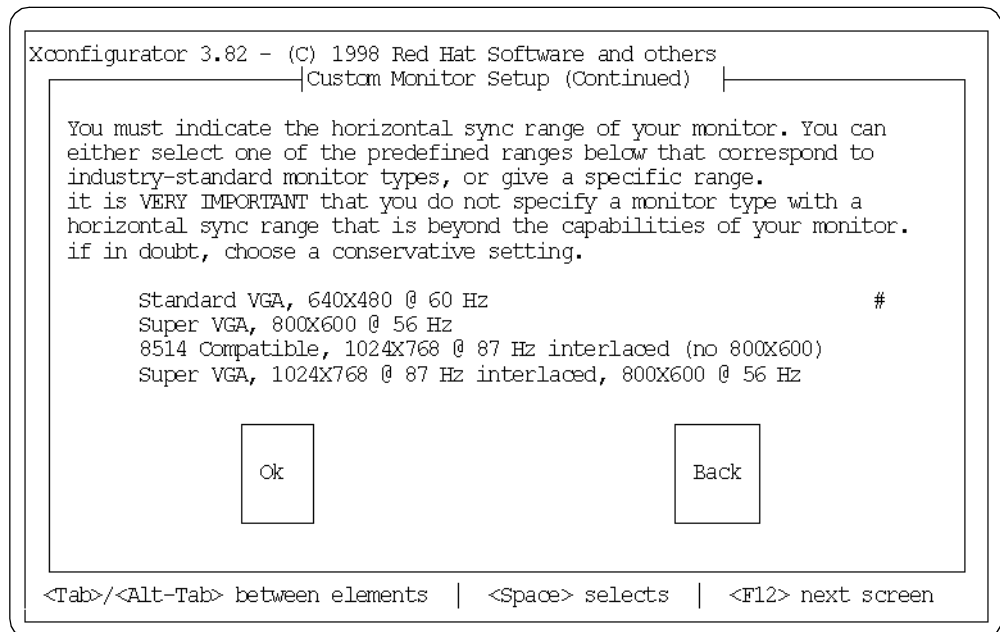 Xconfigurator 3.82 - (C) 1998 Red Hat Software and others
Custom Monitor Setup (Continued)
You must indicate the horizontal sync range of your monitor. You can
either select one of the predefined ranges below that correspond to
industry-standard monitor types, or give a specific range.
it is VERY IMPORTANT that you do not specify a monitor type with a
horizontal sync range that is beyond the capabilities of your monitor.
if in doubt, choose a conservative setting.
Standard VGA, 640X480 @ 60 Hz #
Super VGA, 800X600 @ 56 Hz
8514 Compatible, 1024X768 @ 87 Hz interlaced (no 800X600)
Super VGA, 1024X768 @ 87 Hz interlaced, 800X600 @ 56 Hz
Ok Back
<Tab>/<Alt-Tab> between elements | <Space> selects | <F12> next screen